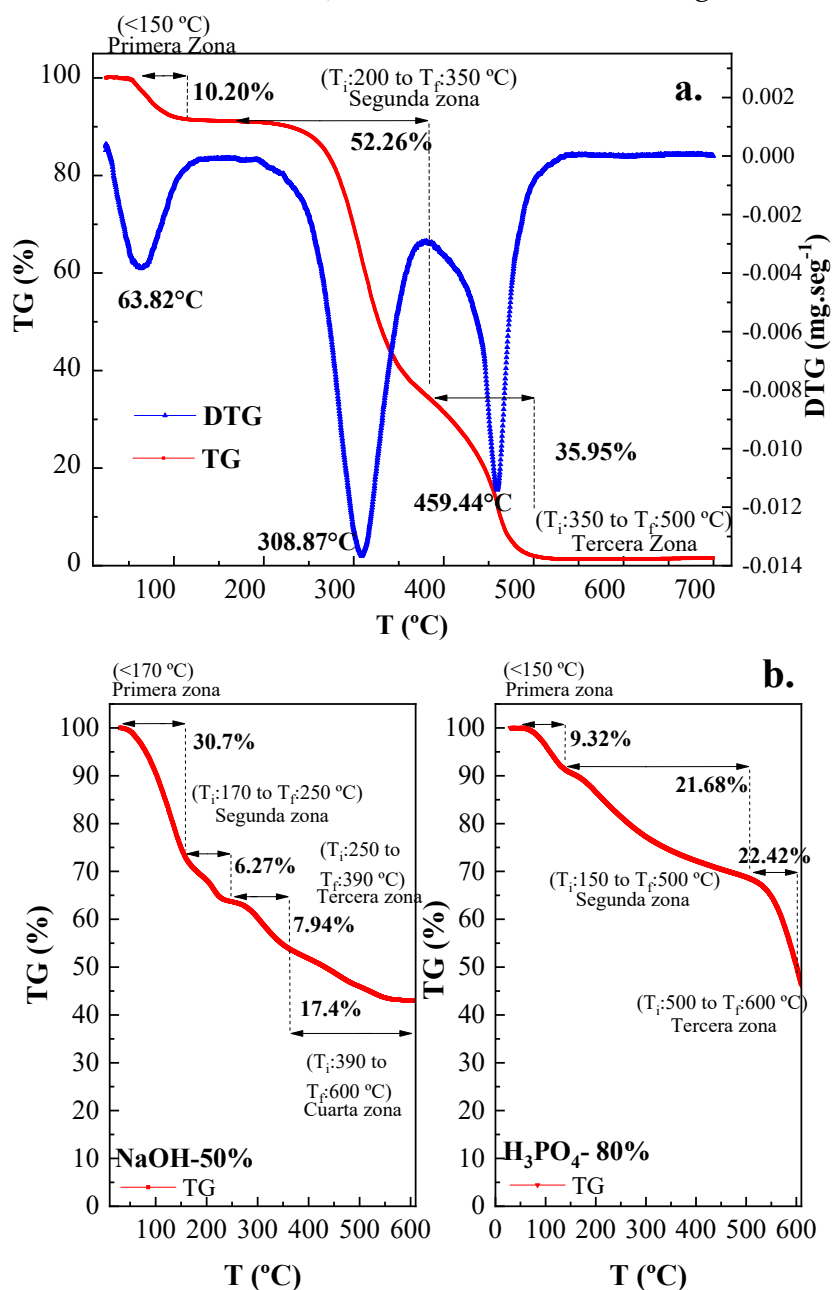 (<150 ºC)
Primera Zona
100
80
60
40
20
0
TG (%)
10.20%
(Ti:200 to Tf:350 ºC)
Segunda zona
52.26%
a.
63.82°C
DTG
TG
308.87°C
459.44°C
35.95%
(Ti:350 to Tf:500 ºC)
Tercera Zona
0.002
0.000
-0.002
-0.004
-0.006
-0.008
-0.010
-0.012
-0.014
DTG (mg.seg-1)
100 200 300 400 500 600 700
T (ºC)
(<170 ºC)
Primera zona
100
90
80
70
60
50
40
30
20
10
0
TG (%)
30.7%
(Ti:170 to Tf:250 ºC)
Segunda zona
6.27%
(Ti:250 to
Tf:390 ºC)
Tercera zona
7.94%
17.4%
(Ti:390 to
Tf:600 ºC)
Cuarta zona
NaOH-50%
TG
100 200 300 400 500 600
T (ºC)
b.
(<150 ºC)
Primera zona
100
90
80
70
60
50
40
30
20
10
0
TG (%)
9.32%
21.68%
22.42%
(Ti:150 to Tf:500 ºC)
Segunda zona
(Ti:500 to Tf:600 ºC)
Tercera zona
H3PO4- 80%
TG
0 100 200 300 400 500 600
T (ºC)